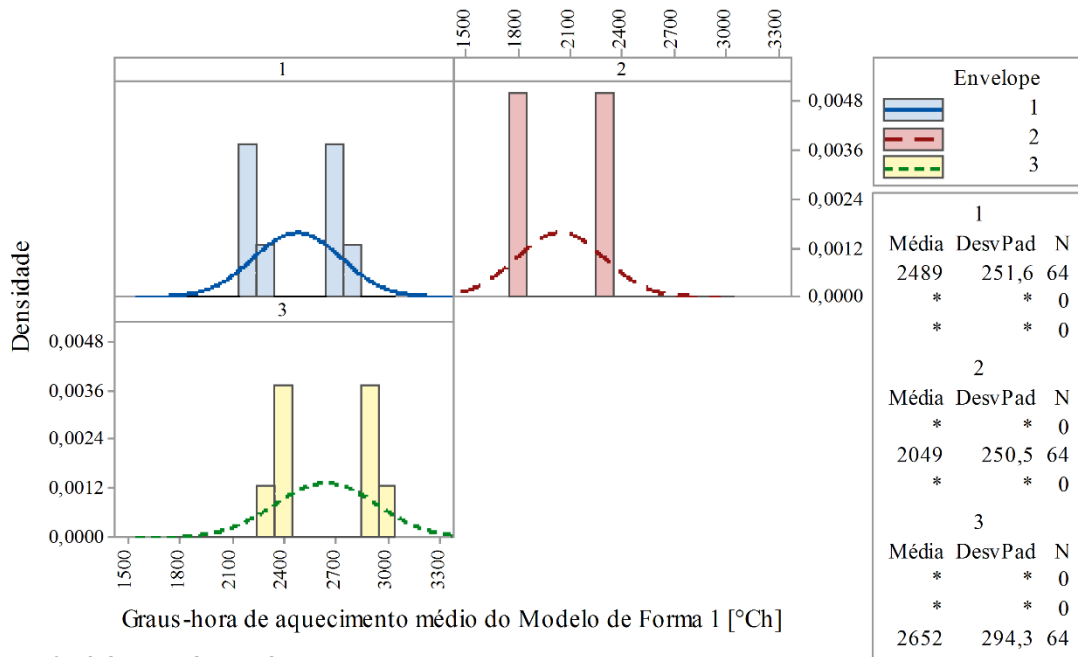 1500 1800 2100 2400 2700 3000 3300
1 2
0,0048
0,0036
0,0024
0,0012
0,0000
3
0,0048
0,0036
0,0024
0,0012
0,0000
Densidade
1500 1800 2100 2400 2700 3000 3300
Graus-hora de aquecimento médio do Modelo de Forma 1 [°Ch]
Envelope
1
2
3
1
Média DesvPad N
2489 251,6 64
* * 0
* * 0
2
Média DesvPad N
* * 0
2049 250,5 64
* * 0
3
Média DesvPad N
* * 0
* * 0
2652 294,3 64